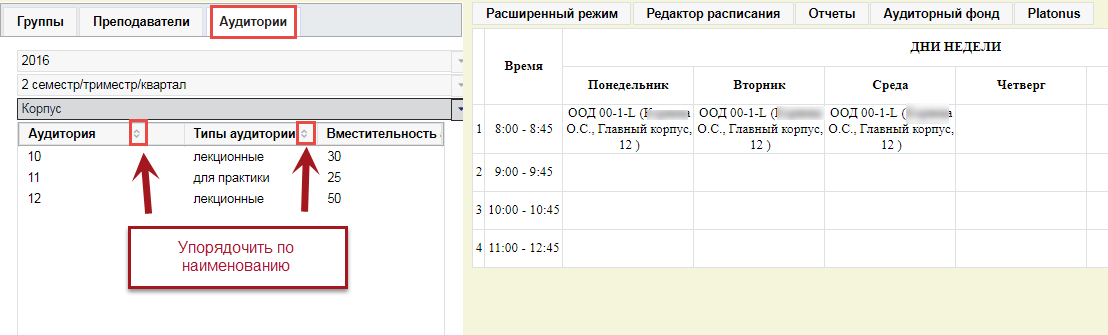 Группы Преподаватели Аудитории
2016
2 семестр/триместр/квартал
Корпус
Аудитория Типы аудитории Вместительность
10 лекционные 30
11 для практики 25
12 лекционные 50
Упорядочить по
наименованию
Расширенный режим Редактор расписания Отчеты Аудиторный фонд Platonus
ДНИ НЕДЕЛИ
Время
Понедельник Вторник Среда Четверг
ООД 00-1-L ( ООД 00-1-L ( ООД 00-1-L (
1 8:00 - 8:45 О.С., Главный корпус, О.С., Главный корпус, О.С., Главный корпус,
12 ) 12 ) 12 )
2 9:00 - 9:45
3 10:00 - 10:45
4 11:00 - 12:45